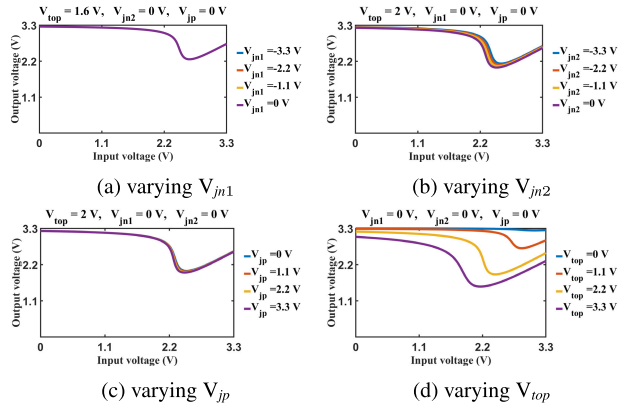 V_top = 1.6 V, V_jn2 = 0 V, V_jp = 0 V
Output voltage (V)
3.3
2.2
1.1
0
1.1
2.2
3.3
Input voltage (V)
V_jn1 =-3.3 V
V_jn1 =-2.2 V
V_jn1 =-1.1 V
V_jn1 =0 V
(a) varying V_jn1
V_top = 2 V, V_jn1 = 0 V, V_jp = 0 V
Output voltage (V)
3.3
2.2
1.1
0
1.1
2.2
3.3
Input voltage (V)
V_jn2 =-3.3 V
V_jn2 =-2.2 V
V_jn2 =-1.1 V
V_jn2 =0 V
(b) varying V_jn2
V_top = 2 V, V_jn1 = 0 V, V_jn2 = 0 V
Output voltage (V)
3.3
2.2
1.1
0
1.1
2.2
3.3
Input voltage (V)
V_jp =0 V
V_jp =1.1 V
V_jp =2.2 V
V_jp =3.3 V
(c) varying V_jp
V_jn1 = 0 V, V_jn2 = 0 V, V_jp = 0 V
Output voltage (V)
3.3
2.2
1.1
0
1.1
2.2
3.3
Input voltage (V)
V_top =0 V
V_top =1.1 V
V_top =2.2 V
V_top =3.3 V
(d) varying V_top